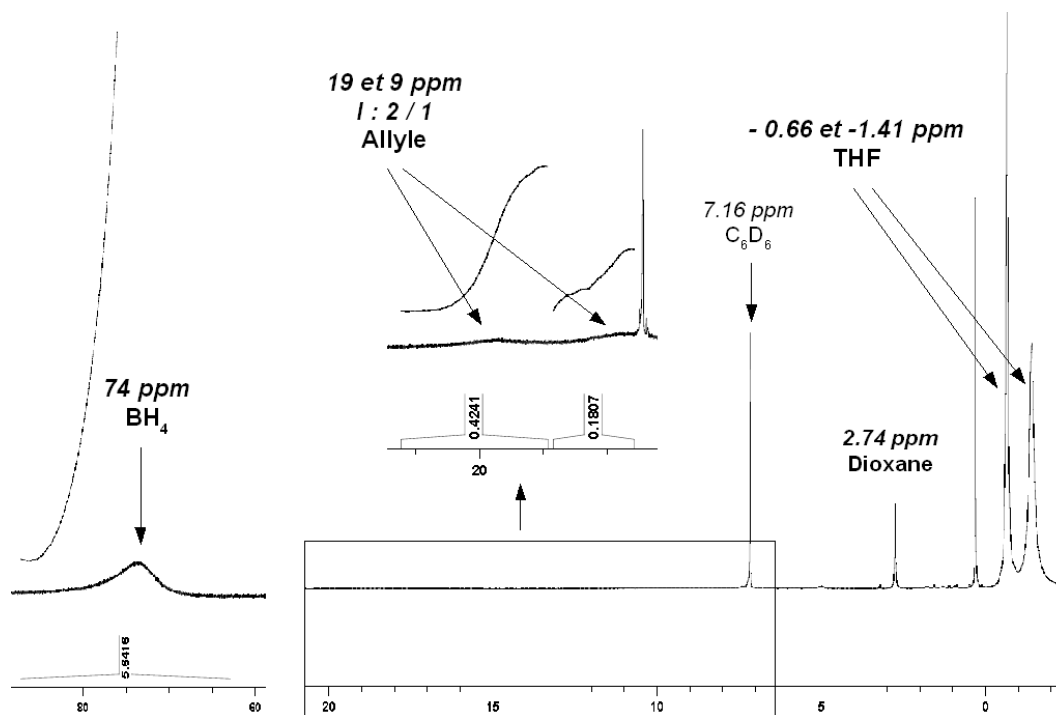 19 et 9 ppm
I : 2 / 1
Allyle
- 0.66 et -1.41 ppm
THF
7.16 ppm
C₆D₆
74 ppm
BH₄
0.4241
0.1807
20
2.74 ppm
Dioxane
5.6416
80
60
20
15
10
5
0